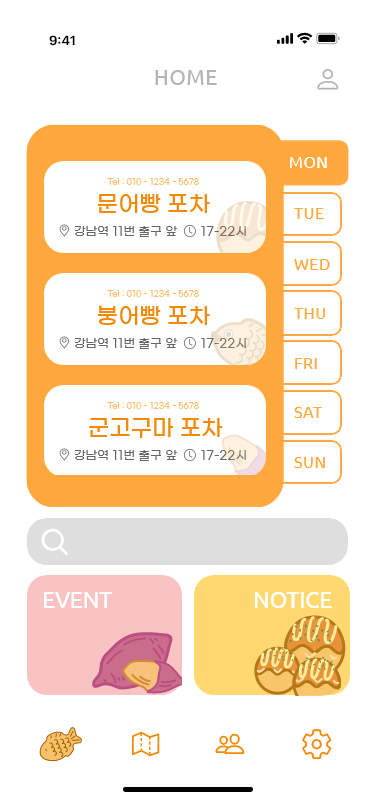 9:41
HOME
Tel : 010 - 1234 - 5678
문어빵 포차
강남역 11번 출구 앞 17-22시
Tel : 010 - 1234 - 5678
붕어빵 포차
강남역 11번 출구 앞 17-22시
Tel : 010 - 1234 - 5678
군고구마 포차
강남역 11번 출구 앞 17-22시
MON
TUE
WED
THU
FRI
SAT
SUN
EVENT
NOTICE